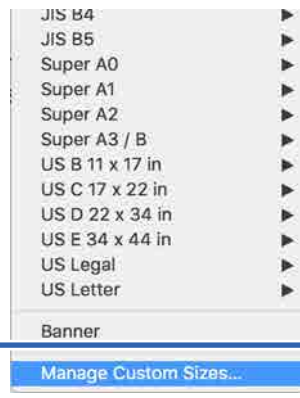 JIS B4
JIS B5
Super A0
Super A1
Super A2
Super A3 / B
US B 11 x 17 in
US C 17 x 22 in
US D 22 x 34 in
US E 34 x 44 in
US Legal
US Letter
Banner
Manage Custom Sizes...